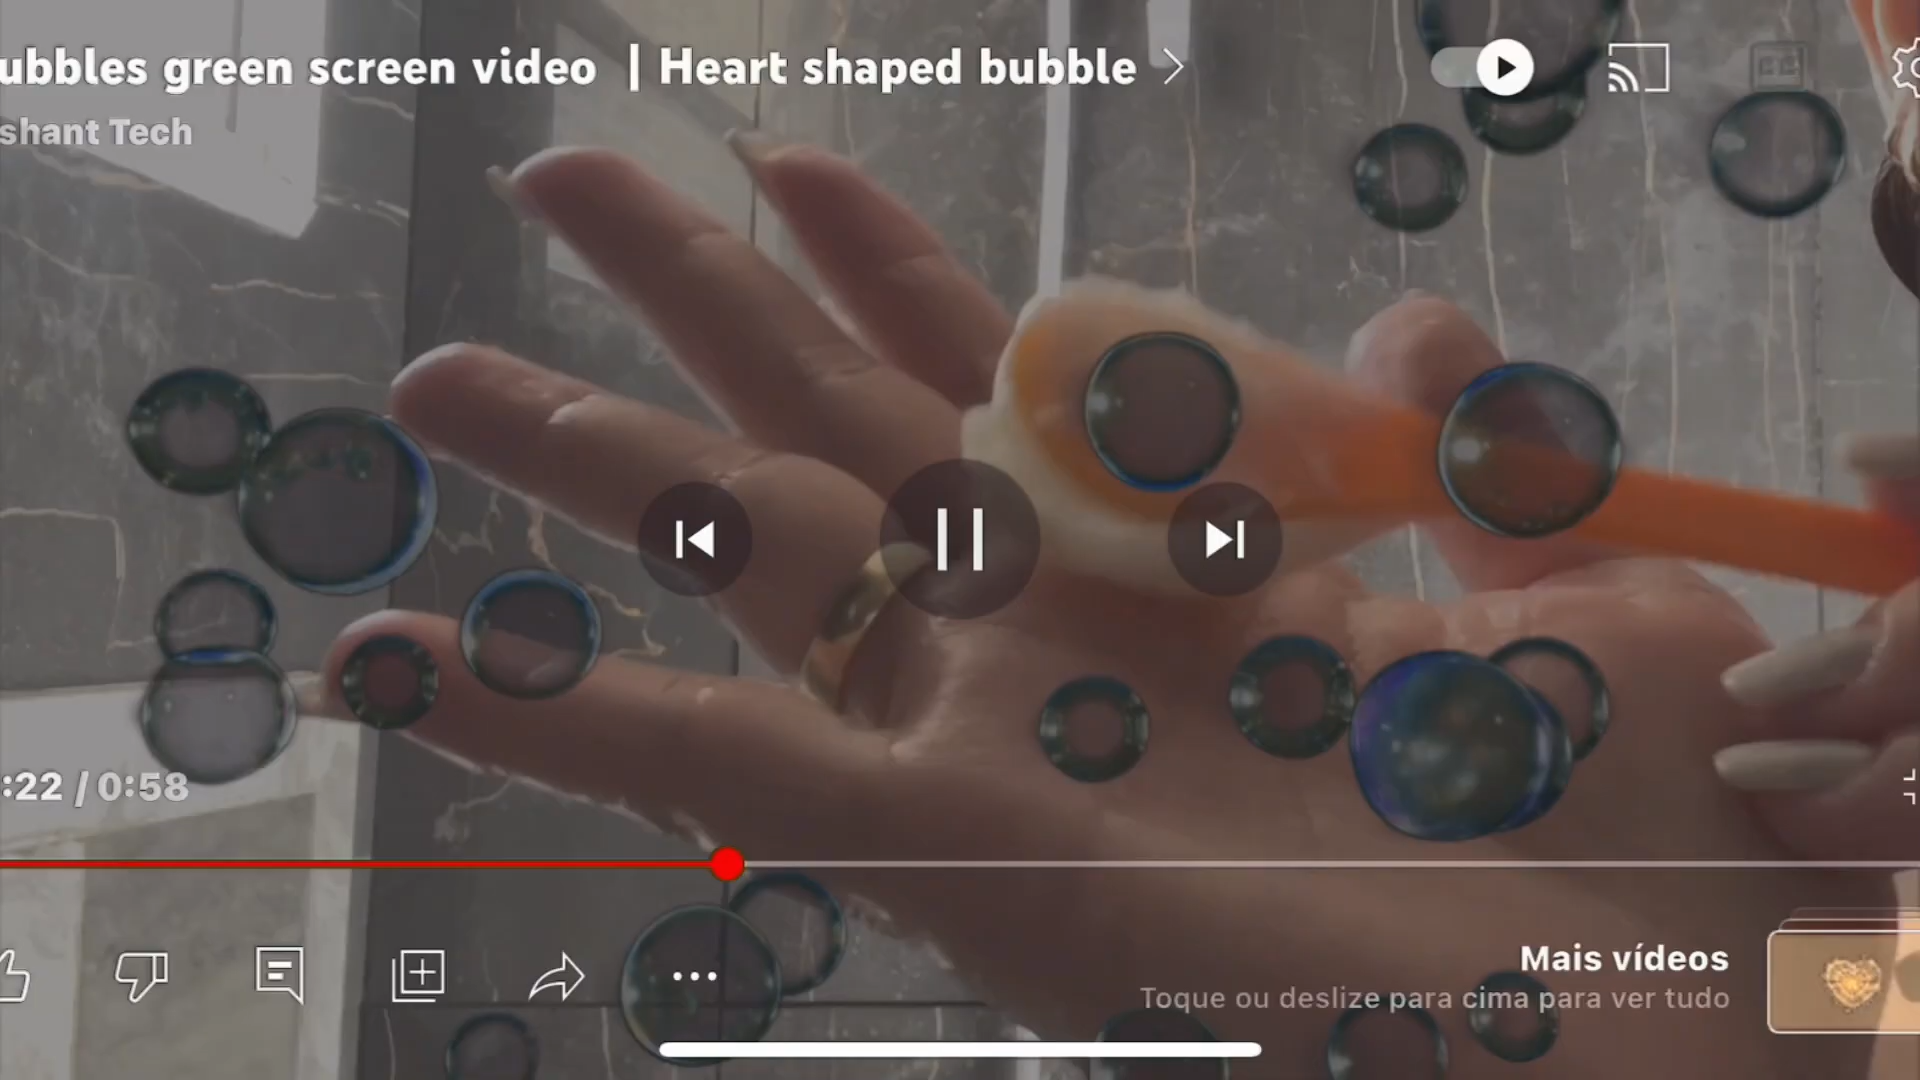 ubbles green screen video | Heart shaped bubble
shant Tech
:22 / 0:58
Mais vídeos
Toque ou deslize para cima para ver tudo